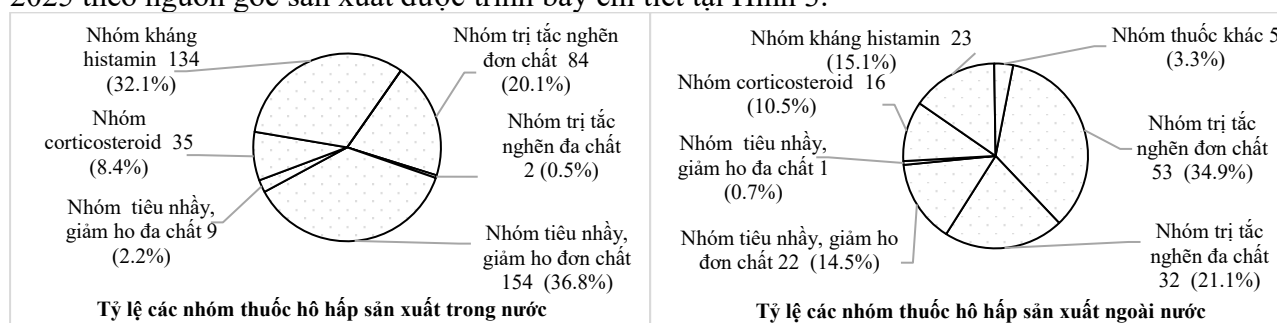 2025 theo nguồn gốc sản xuất được trình bày chi tiết tại Hình 3.
Nhóm kháng
histamin 134
(32.1%)
Nhóm trị tắc nghẽn
đơn chất 84
(20.1%)
Nhóm
corticosteroid 35
(8.4%)
Nhóm trị tắc
nghẽn đa chất
2 (0.5%)
Nhóm tiêu nhầy,
giảm ho đa chất 9
(2.2%)
Nhóm tiêu nhầy,
giảm ho đơn chất
154 (36.8%)
Tỷ lệ các nhóm thuốc hô hấp sản xuất trong nước
Nhóm kháng histamin 23
(15.1%)
Nhóm thuốc khác 5
(3.3%)
Nhóm corticosteroid 16
(10.5%)
Nhóm trị tắc
nghẽn đơn chất
53 (34.9%)
Nhóm tiêu nhầy,
giảm ho đa chất 1
(0.7%)
Nhóm tiêu nhầy, giảm ho
đơn chất 22 (14.5%)
Nhóm trị tắc
nghẽn đa chất
32 (21.1%)
Tỷ lệ các nhóm thuốc hô hấp sản xuất ngoài nước